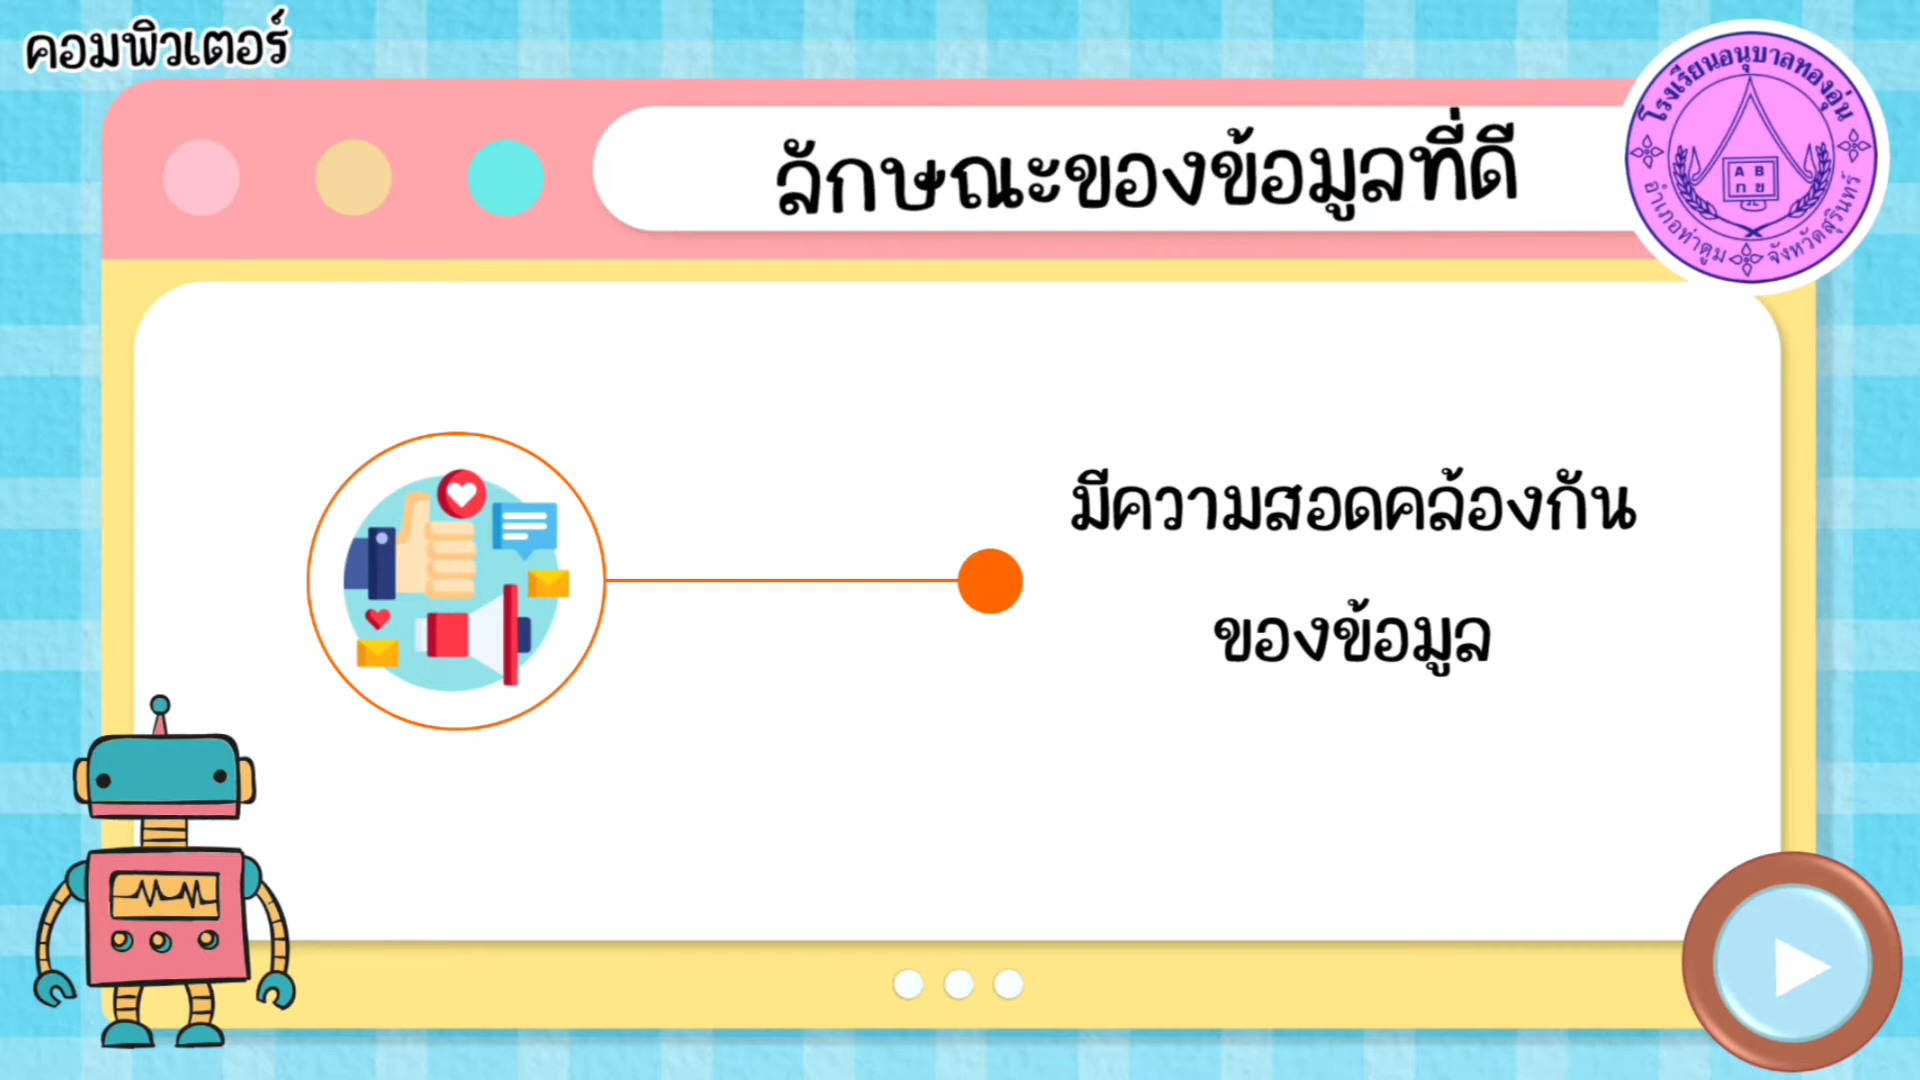 คอมพิวเตอร์
ลักษณะของข้อมูลที่ดี
โรงเรียนอนุบาลทองอุ่น
A B
ก ข
อำเภอท่าตูม จังหวัดสุรินทร์
มีความสอดคล้องกัน
ของข้อมูล